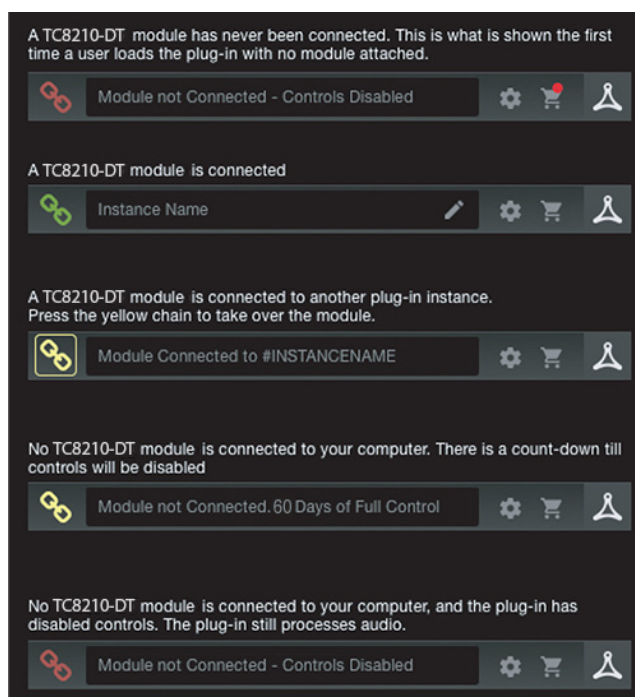 A TC8210-DT module has never been connected. This is what is shown the first
time a user loads the plug-in with no module attached.
Module not Connected - Controls Disabled
A TC8210-DT module is connected
Instance Name
A TC8210-DT module is connected to another plug-in instance.
Press the yellow chain to take over the module.
Module Connected to #INSTANCENAME
No TC8210-DT module is connected to your computer. There is a count-down till
controls will be disabled
Module not Connected. 60 Days of Full Control
No TC8210-DT module is connected to your computer, and the plug-in has
disabled controls. The plug-in still processes audio.
Module not Connected - Controls Disabled